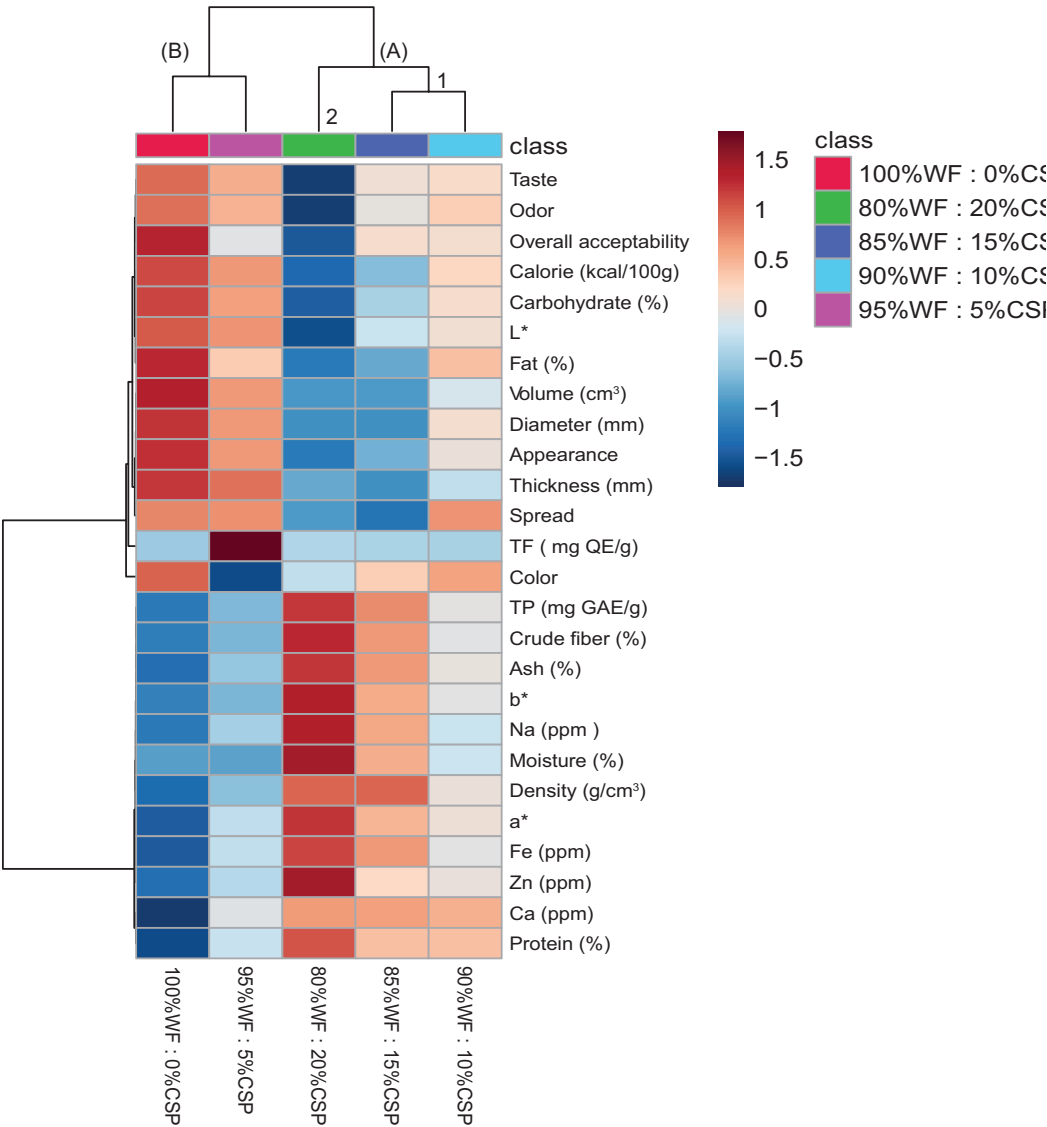 (B)
(A)
1
2
class
Taste
Odor
Overall acceptability
Calorie (kcal/100g)
Carbohydrate (%)
L*
Fat (%)
Volume (cm³)
Diameter (mm)
Appearance
Thickness (mm)
Spread
TF ( mg QE/g)
Color
TP (mg GAE/g)
Crude fiber (%)
Ash (%)
b*
Na (ppm )
Moisture (%)
Density (g/cm³)
a*
Fe (ppm)
Zn (ppm)
Ca (ppm)
Protein (%)
100%WF : 0%CSP
95%WF : 5%CSP
80%WF : 20%CSP
85%WF : 15%CSP
90%WF : 10%CSP
1.5
1
0.5
0
−0.5
−1
−1.5
class
100%WF : 0%CS
80%WF : 20%CS
85%WF : 15%CS
90%WF : 10%CS
95%WF : 5%CSP